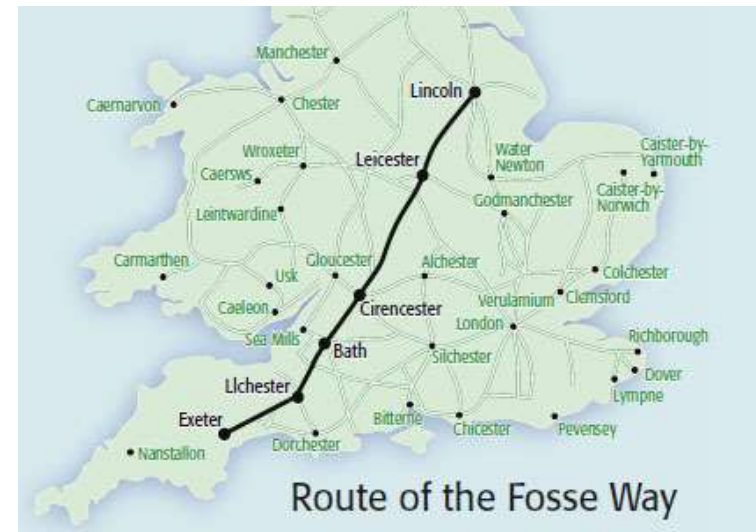 Manchester
Lincoln
Caernarvon
Chester
Wroxeter
Leicester
Water
Newton
Caister-by-
Yarmouth
Caersws
Caister-by-
Norwich
Godmanchester
Leintwardine
Carmarthen
Gloucester
Alchester
Usk
Colchester
Caeleon
Cirencester
Verulamium
Clemsford
London
Sea Mills
Bath
Silchester
Richborough
Dover
Llchester
Lympne
Exeter
Bitterne
Chicester
Pevensey
Dorchester
Nanstallon
Route of the Fosse Way